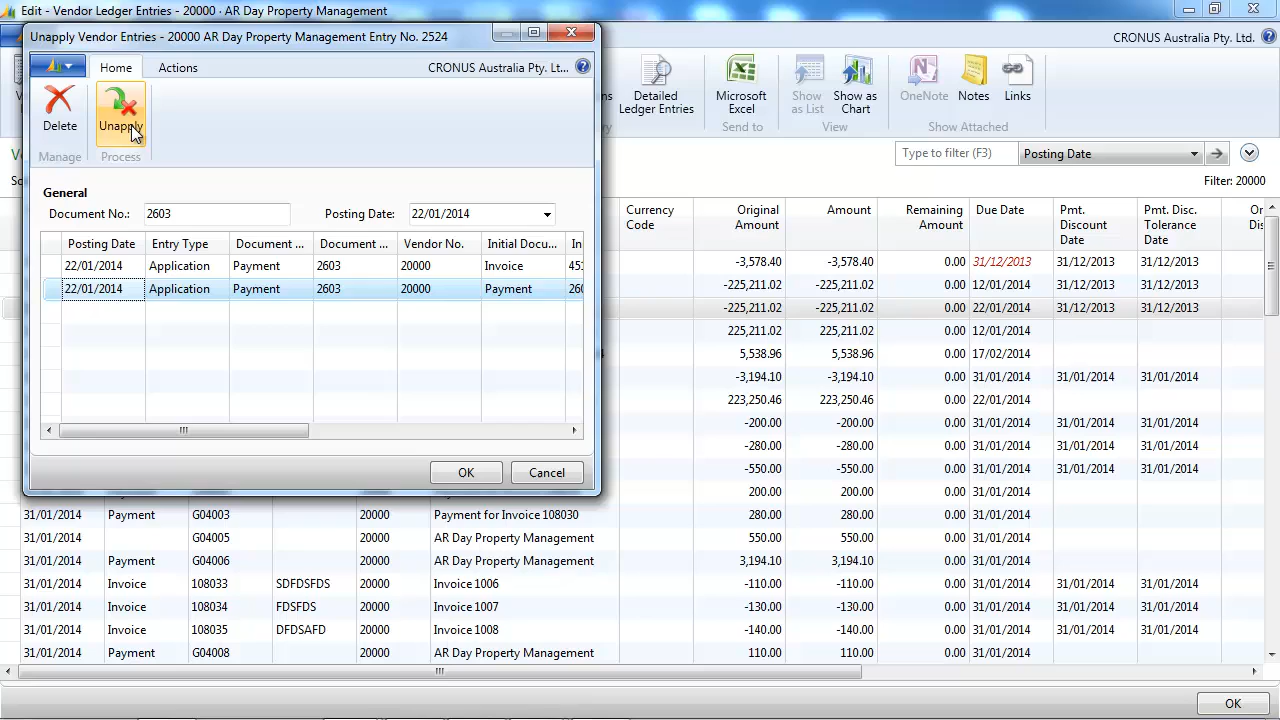 Edit - Vendor Ledger Entries - 20000 · AR Day Property Management
Unapply Vendor Entries - 20000 AR Day Property Management Entry No. 2524
CRONUS Australia Pty. Ltd.
Home Actions CRONUS Australia Pty. Lt...
Delete Unapply
Manage Process
Detailed Ledger Entries
Microsoft Excel
Show as List
Show as Chart
OneNote
Notes
Links
Send to
View
Show Attached
Type to filter (F3) Posting Date
Filter: 20000
General
Document No.: 2603 Posting Date: 22/01/2014
Posting Date Entry Type Document ... Document ... Vendor No. Initial Docu... In
22/01/2014 Application Payment 2603 20000 Invoice 451
22/01/2014 Application Payment 2603 20000 Payment 260
OK Cancel
Currency Code Original Amount Amount Remaining Amount Due Date Pmt. Discount Date Pmt. Disc. Tolerance Date
-3,578.40 -3,578.40 0.00 31/12/2013 31/12/2013 31/12/2013
-225,211.02 -225,211.02 0.00 12/01/2014 31/12/2013 31/12/2013
-225,211.02 -225,211.02 0.00 22/01/2014 31/12/2013 31/12/2013
225,211.02 225,211.02 0.00 12/01/2014
5,538.96 5,538.96 0.00 17/02/2014
-3,194.10 -3,194.10 0.00 31/01/2014 31/01/2014 31/01/2014
223,250.46 223,250.46 0.00 22/01/2014
-200.00 -200.00 0.00 31/01/2014 31/01/2014 31/01/2014
-280.00 -280.00 0.00 31/01/2014 31/01/2014 31/01/2014
-550.00 -550.00 0.00 31/01/2014 31/01/2014 31/01/2014
200.00 200.00 0.00 31/01/2014
31/01/2014 Payment G04003 20000 Payment for Invoice 108030 280.00 280.00 0.00 31/01/2014
31/01/2014 G04005 20000 AR Day Property Management 550.00 550.00 0.00 31/01/2014
31/01/2014 Payment G04006 20000 AR Day Property Management 3,194.10 3,194.10 0.00 31/01/2014
31/01/2014 Invoice 108033 SDFDSFDS 20000 Invoice 1006 -110.00 -110.00 0.00 31/01/2014 31/01/2014 31/01/2014
31/01/2014 Invoice 108034 FDSFDS 20000 Invoice 1007 -130.00 -130.00 0.00 31/01/2014 31/01/2014 31/01/2014
31/01/2014 Invoice 108035 DFDSAFD 20000 Invoice 1008 -140.00 -140.00 0.00 31/01/2014 31/01/2014 31/01/2014
31/01/2014 Payment G04008 20000 AR Day Property Management 110.00 110.00 0.00 31/01/2014
OK